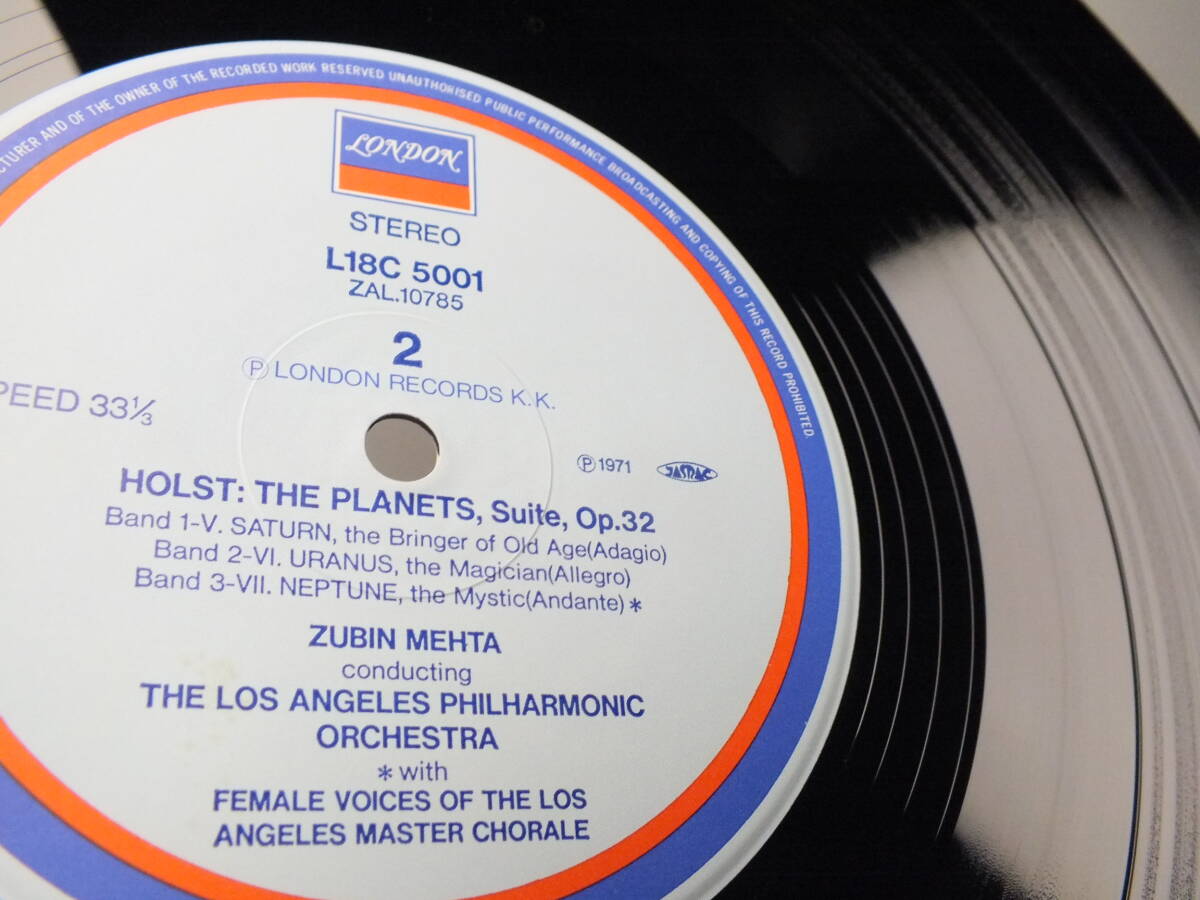 CTURER AND OF THE OWNER OF THE RECORDED WORK RESERVED UNAUTHORISED PUBLIC PERFORMANCE BROADCASTING AND COPYING OF THIS RECORD PROHIBITED.
LONDON
STEREO
L18C 5001
ZAL.10785
2
Ⓟ LONDON RECORDS K.K.
PEED 33⅓
Ⓟ 1971
JASRAC
HOLST: THE PLANETS, Suite, Op.32
Band 1-V. SATURN, the Bringer of Old Age(Adagio)
Band 2-VI. URANUS, the Magician(Allegro)
Band 3-VII. NEPTUNE, the Mystic(Andante)*
ZUBIN MEHTA
conducting
THE LOS ANGELES PHILHARMONIC
ORCHESTRA
*with
FEMALE VOICES OF THE LOS
ANGELES MASTER CHORALE